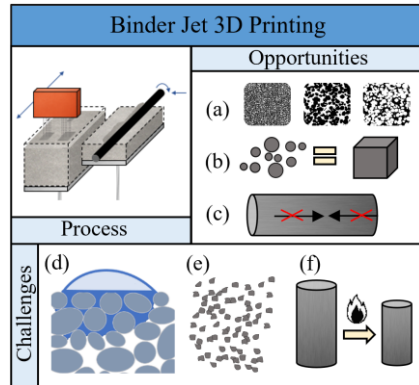 Binder Jet 3D Printing
Opportunities
(a)
(b)
(c)
Process
Challenges
(d)
(e)
(f)